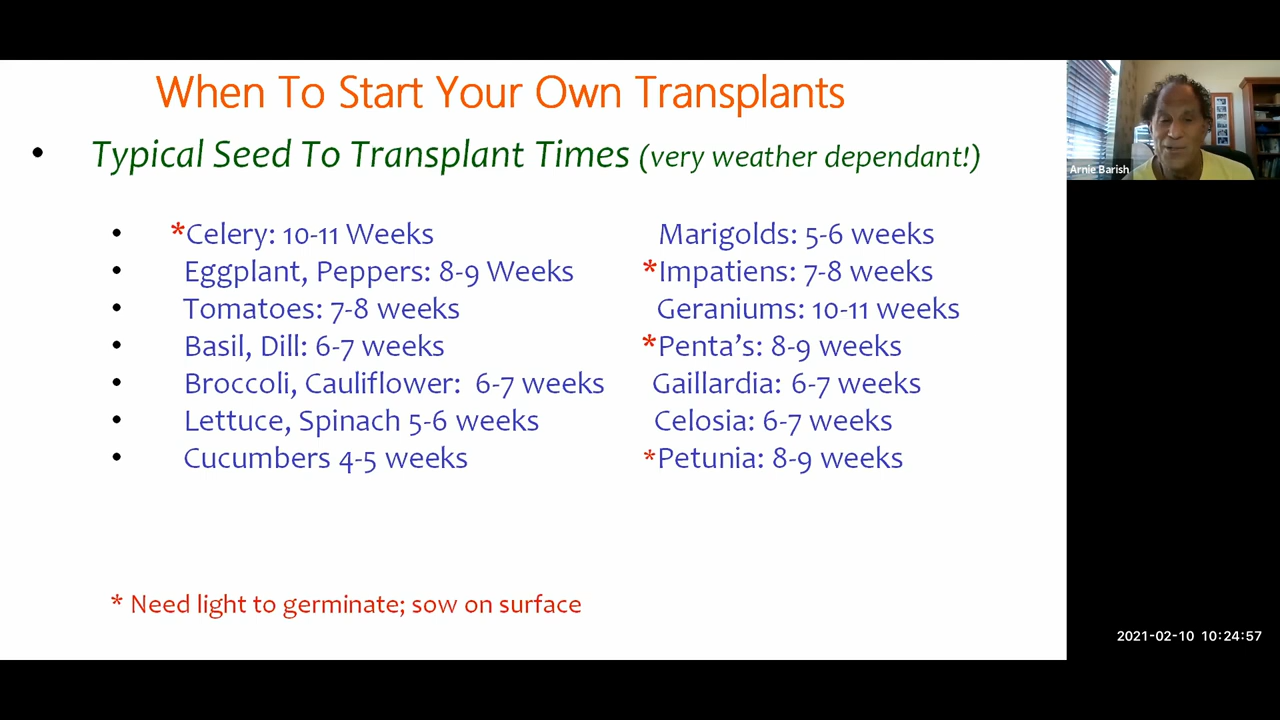 When To Start Your Own Transplants
• Typical Seed To Transplant Times (very weather dependant!)
• *Celery: 10-11 Weeks
• Eggplant, Peppers: 8-9 Weeks
• Tomatoes: 7-8 weeks
• Basil, Dill: 6-7 weeks
• Broccoli, Cauliflower: 6-7 weeks
• Lettuce, Spinach 5-6 weeks
• Cucumbers 4-5 weeks
Marigolds: 5-6 weeks
*Impatiens: 7-8 weeks
Geraniums: 10-11 weeks
*Penta's: 8-9 weeks
Gaillardia: 6-7 weeks
Celosia: 6-7 weeks
*Petunia: 8-9 weeks
* Need light to germinate; sow on surface
Arnie Barish
2021-02-10 10:24:57